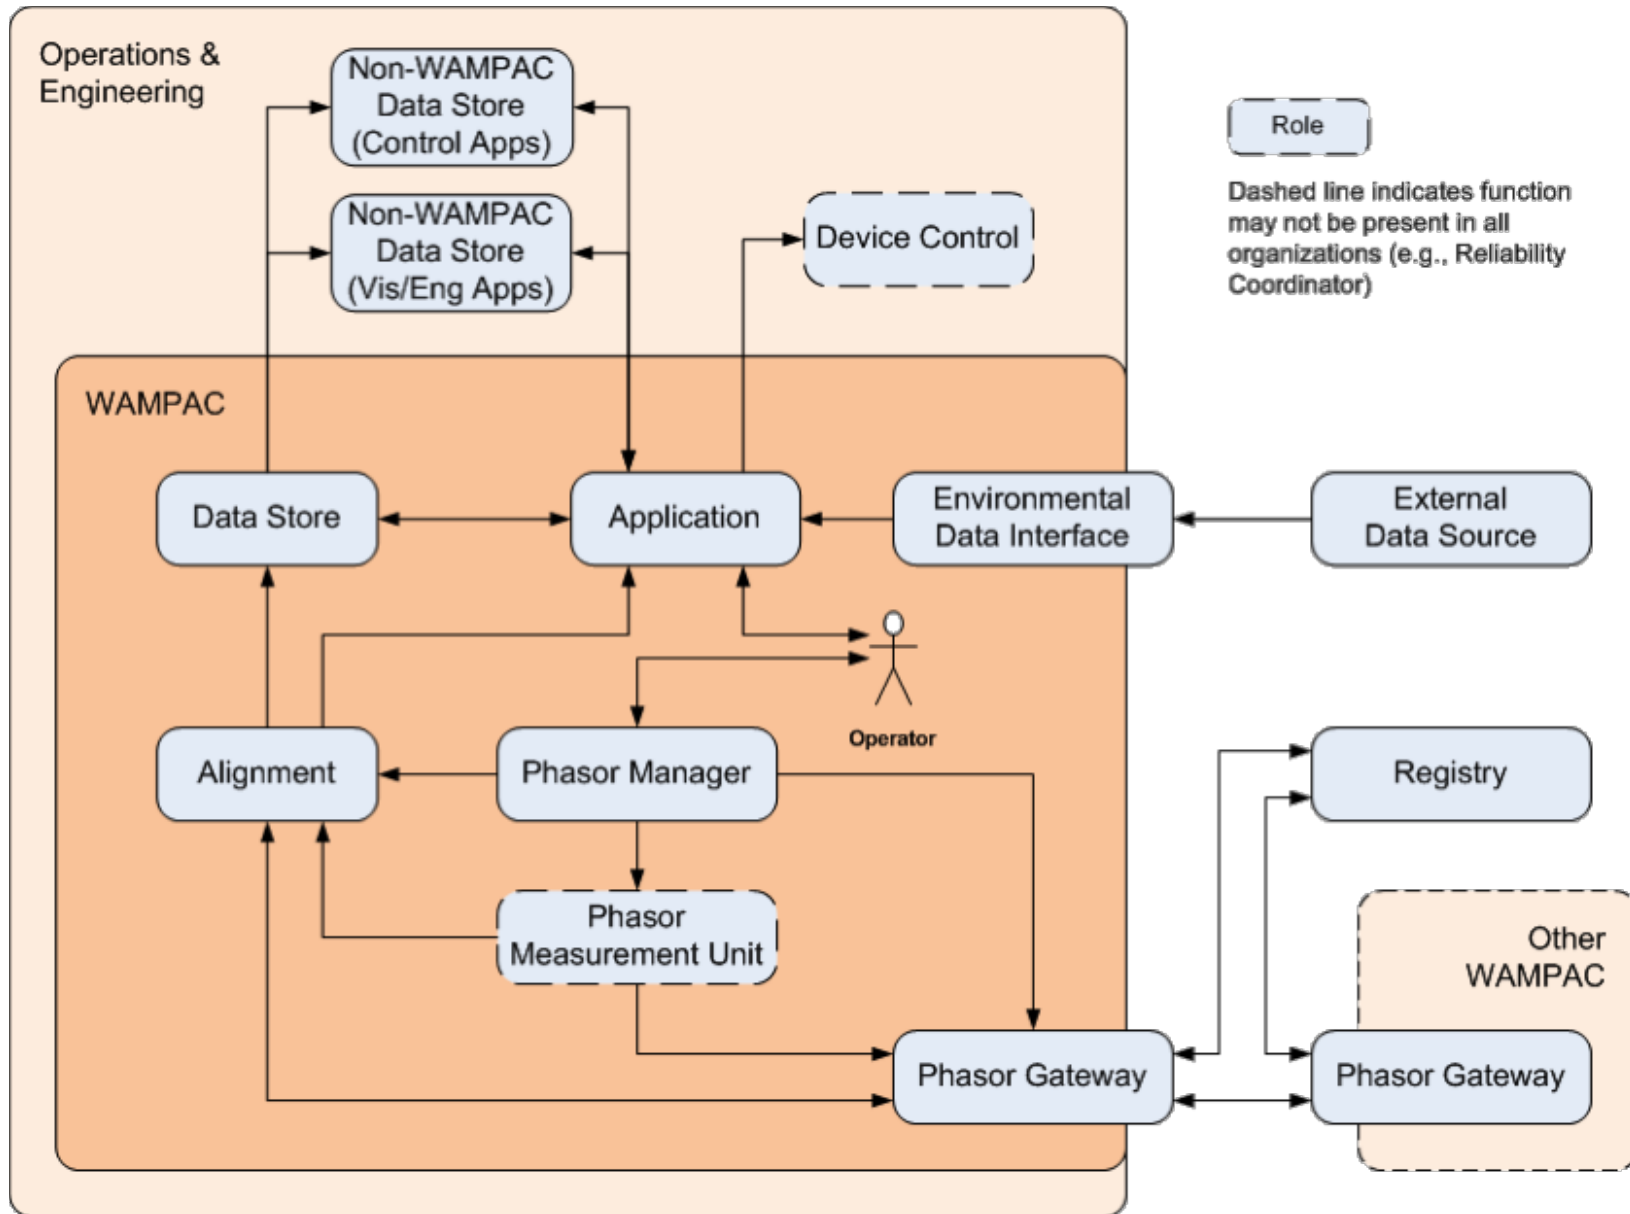 Operations &
Engineering
Non-WAMPAC
Data Store
(Control Apps)
Non-WAMPAC
Data Store
(Vis/Eng Apps)
Device Control
Role
Dashed line indicates function
may not be present in all
organizations (e.g., Reliability
Coordinator)
WAMPAC
Data Store
Application
Environmental
Data Interface
External
Data Source
Operator
Alignment
Phasor Manager
Registry
Phasor
Measurement Unit
Other
WAMPAC
Phasor Gateway
Phasor Gateway